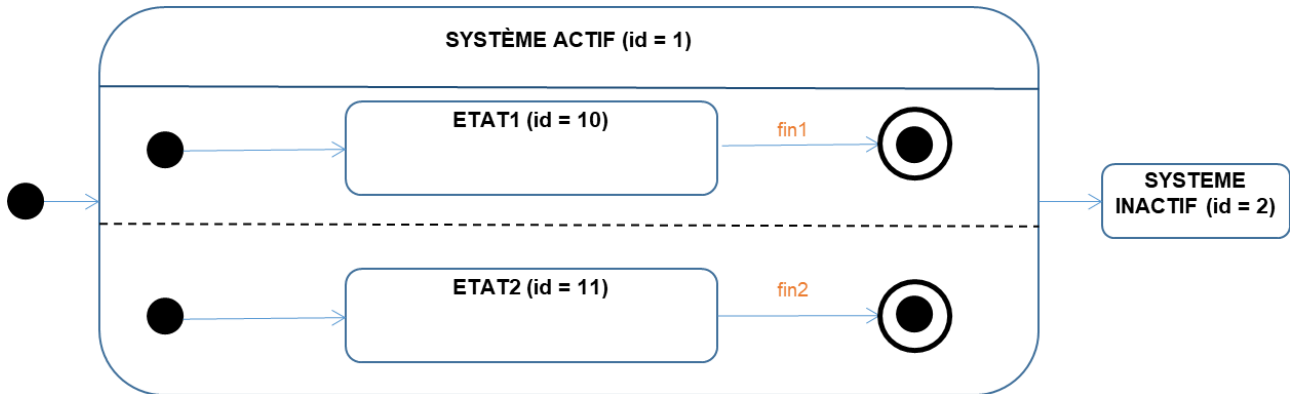 SYSTÈME ACTIF (id = 1)
ETAT1 (id = 10)
fin1
SYSTEME
INACTIF (id = 2)
ETAT2 (id = 11)
fin2